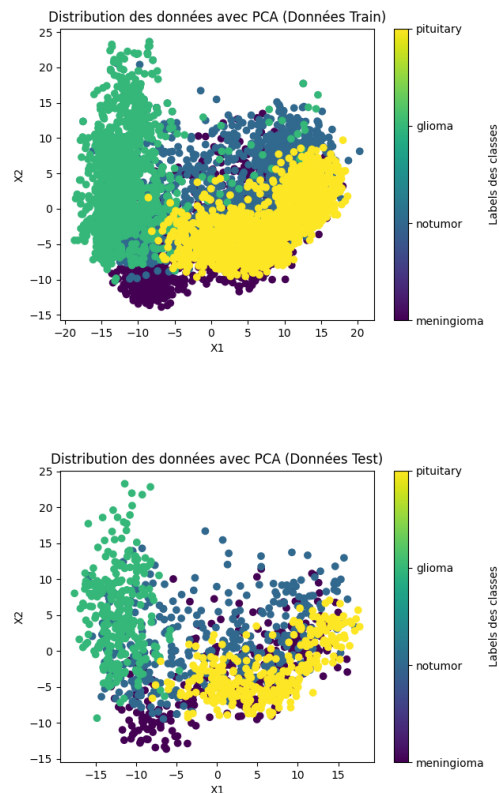 Distribution des données avec PCA (Données Train)
25
20
15
10
5
0
−5
−10
−15
X2
−20
−15
−10
−5
0
5
10
15
20
X1
pituitary
glioma
notumor
meningioma
Labels des classes
Distribution des données avec PCA (Données Test)
25
20
15
10
5
0
−5
−10
−15
X2
−15
−10
−5
0
5
10
15
X1
pituitary
glioma
notumor
meningioma
Labels des classes